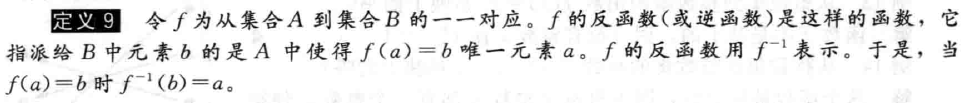 定义 9 令 f 为从集合 A 到集合 B 的一一对应。f 的反函数(或逆函数)是这样的函数，它
指派给 B 中元素 b 的是 A 中使得 f(a)=b 唯一元素 a。f 的反函数用 f⁻¹ 表示。于是，当
f(a)=b 时 f⁻¹(b)=a。